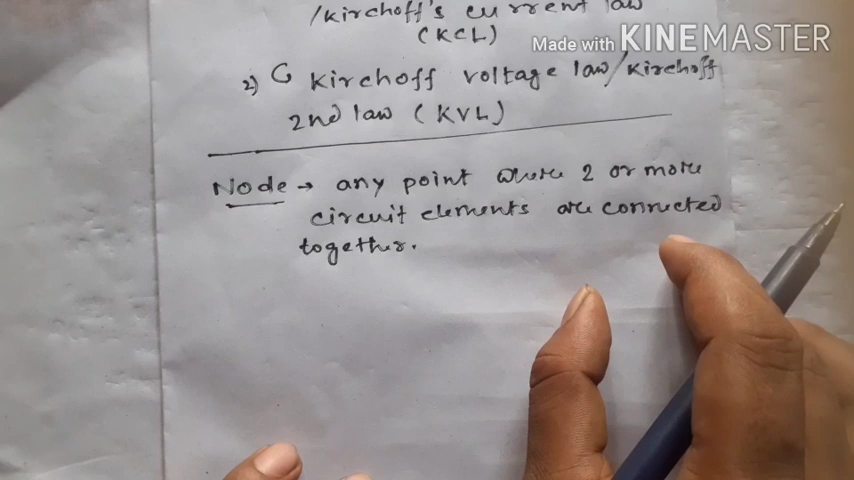 /Kirchoff's current law
(KCL)
Made with KINEMASTER
2) G Kirchoff voltage law/Kirchoff
2nd law (KVL)
Node → any point where 2 or more
circuit elements are connected
together.